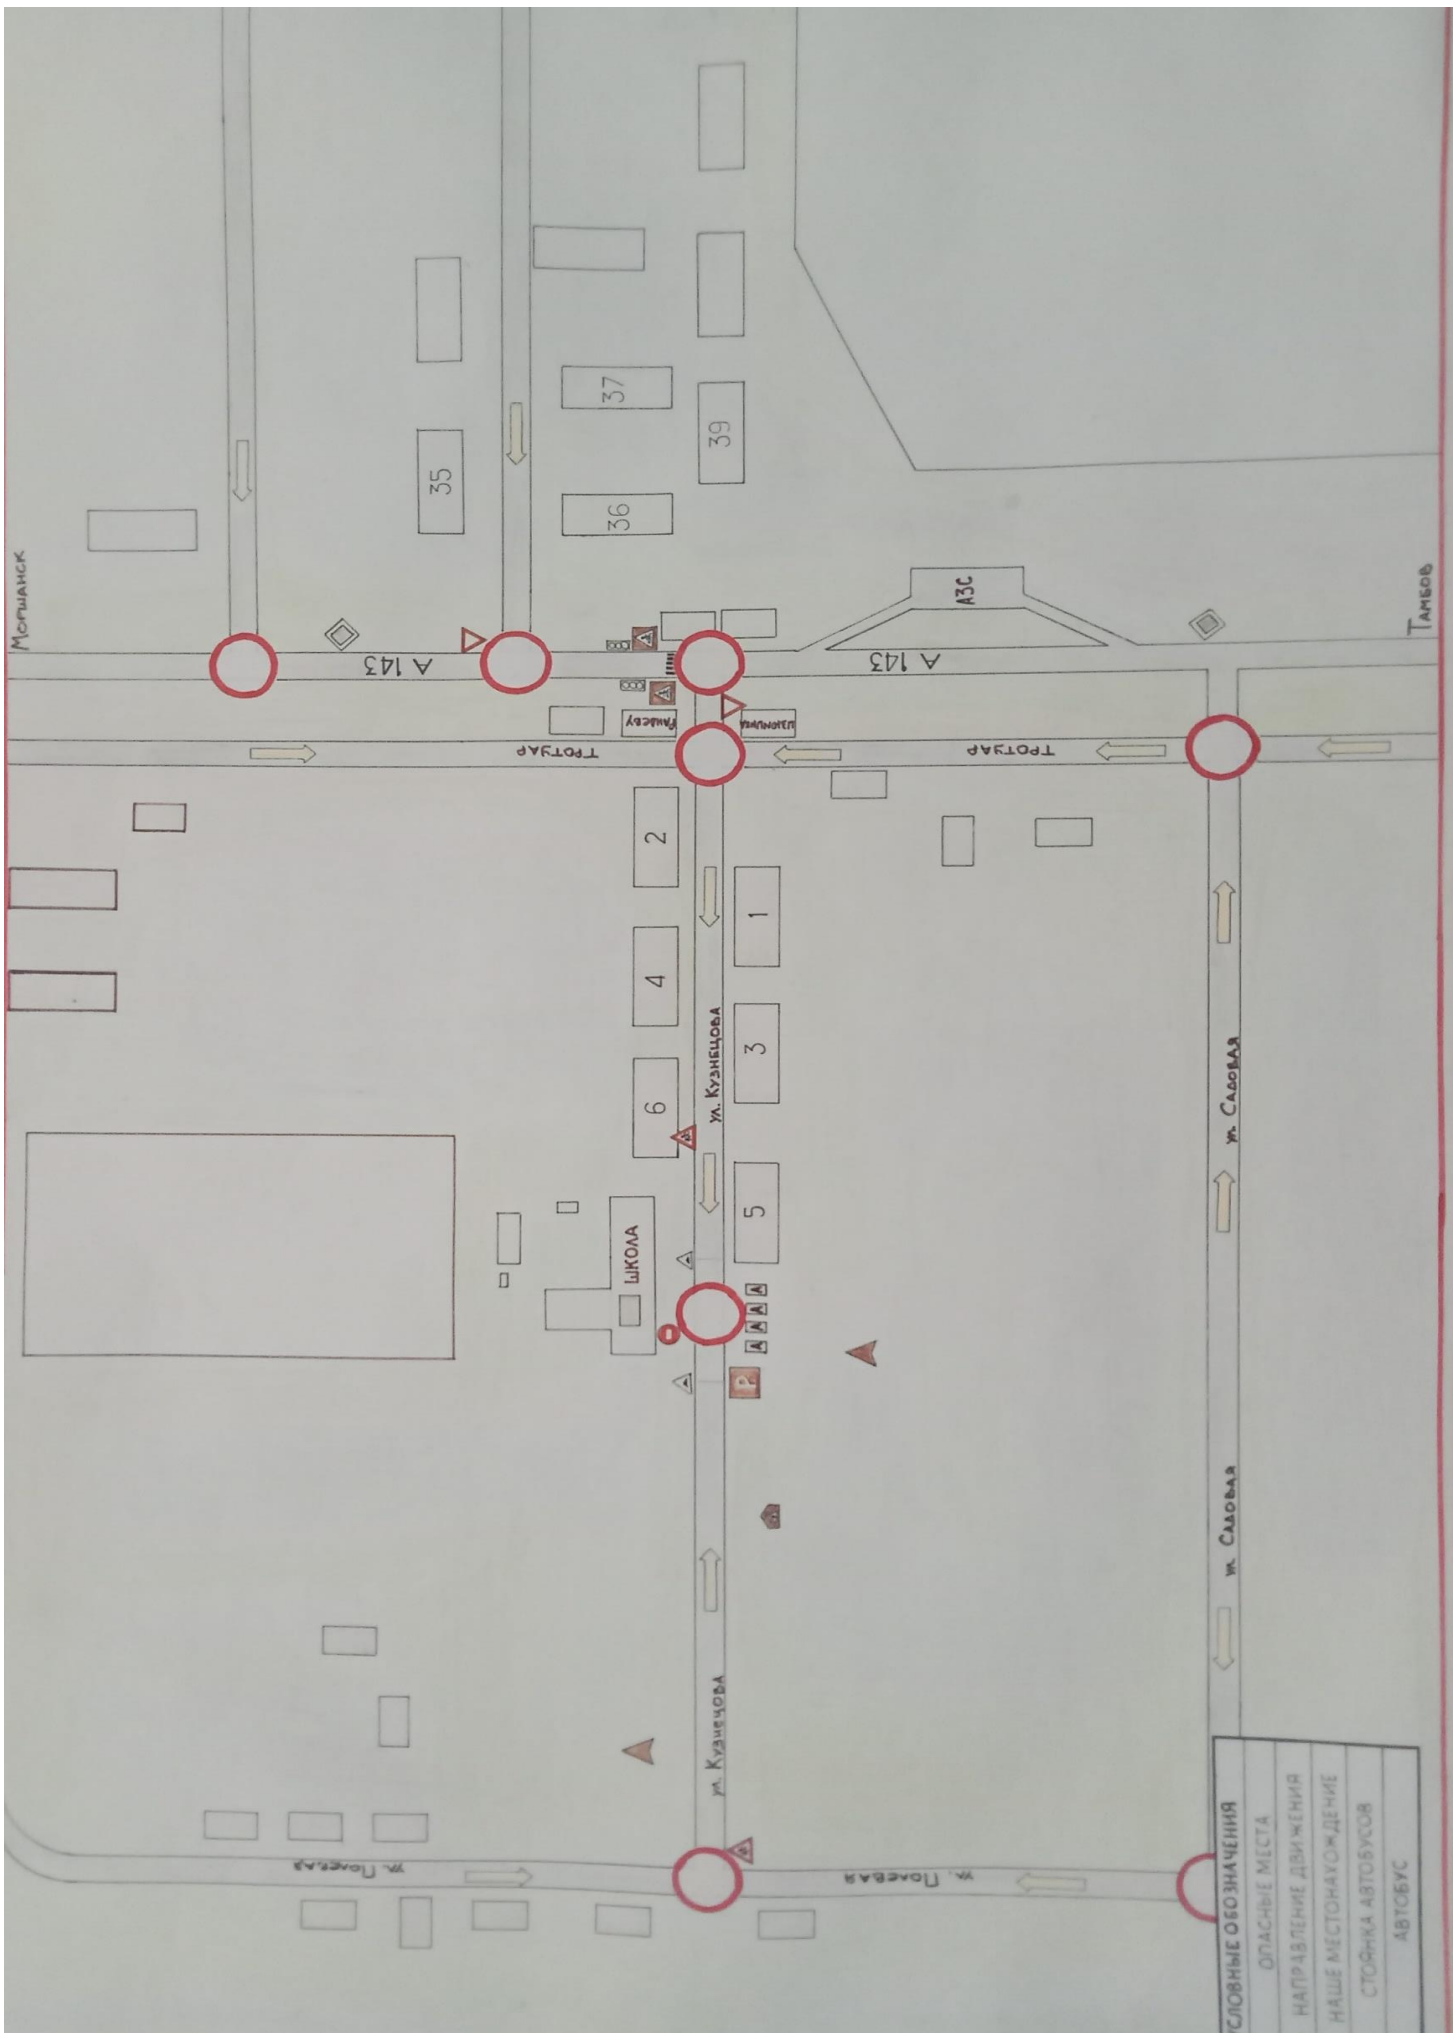 Моршанск
Тамбов
А 143
А 143
АЗС
35
37
36
39
Рандеву
Изюминка
ТРОТУАР
ТРОТУАР
2
4
6
1
3
5
ул. Кузнецова
ШКОЛА
А
А
А
А
P
ул. Кузнецова
ул. Садовая
ул. Садовая
ул. Полевая
ул. Полевая
УСЛОВНЫЕ ОБОЗНАЧЕНИЯ
ОПАСНЫЕ МЕСТА
НАПРАВЛЕНИЕ ДВИЖЕНИЯ
НАШЕ МЕСТОНАХОЖДЕНИЕ
СТОЯНКА АВТОБУСОВ
АВТОБУС